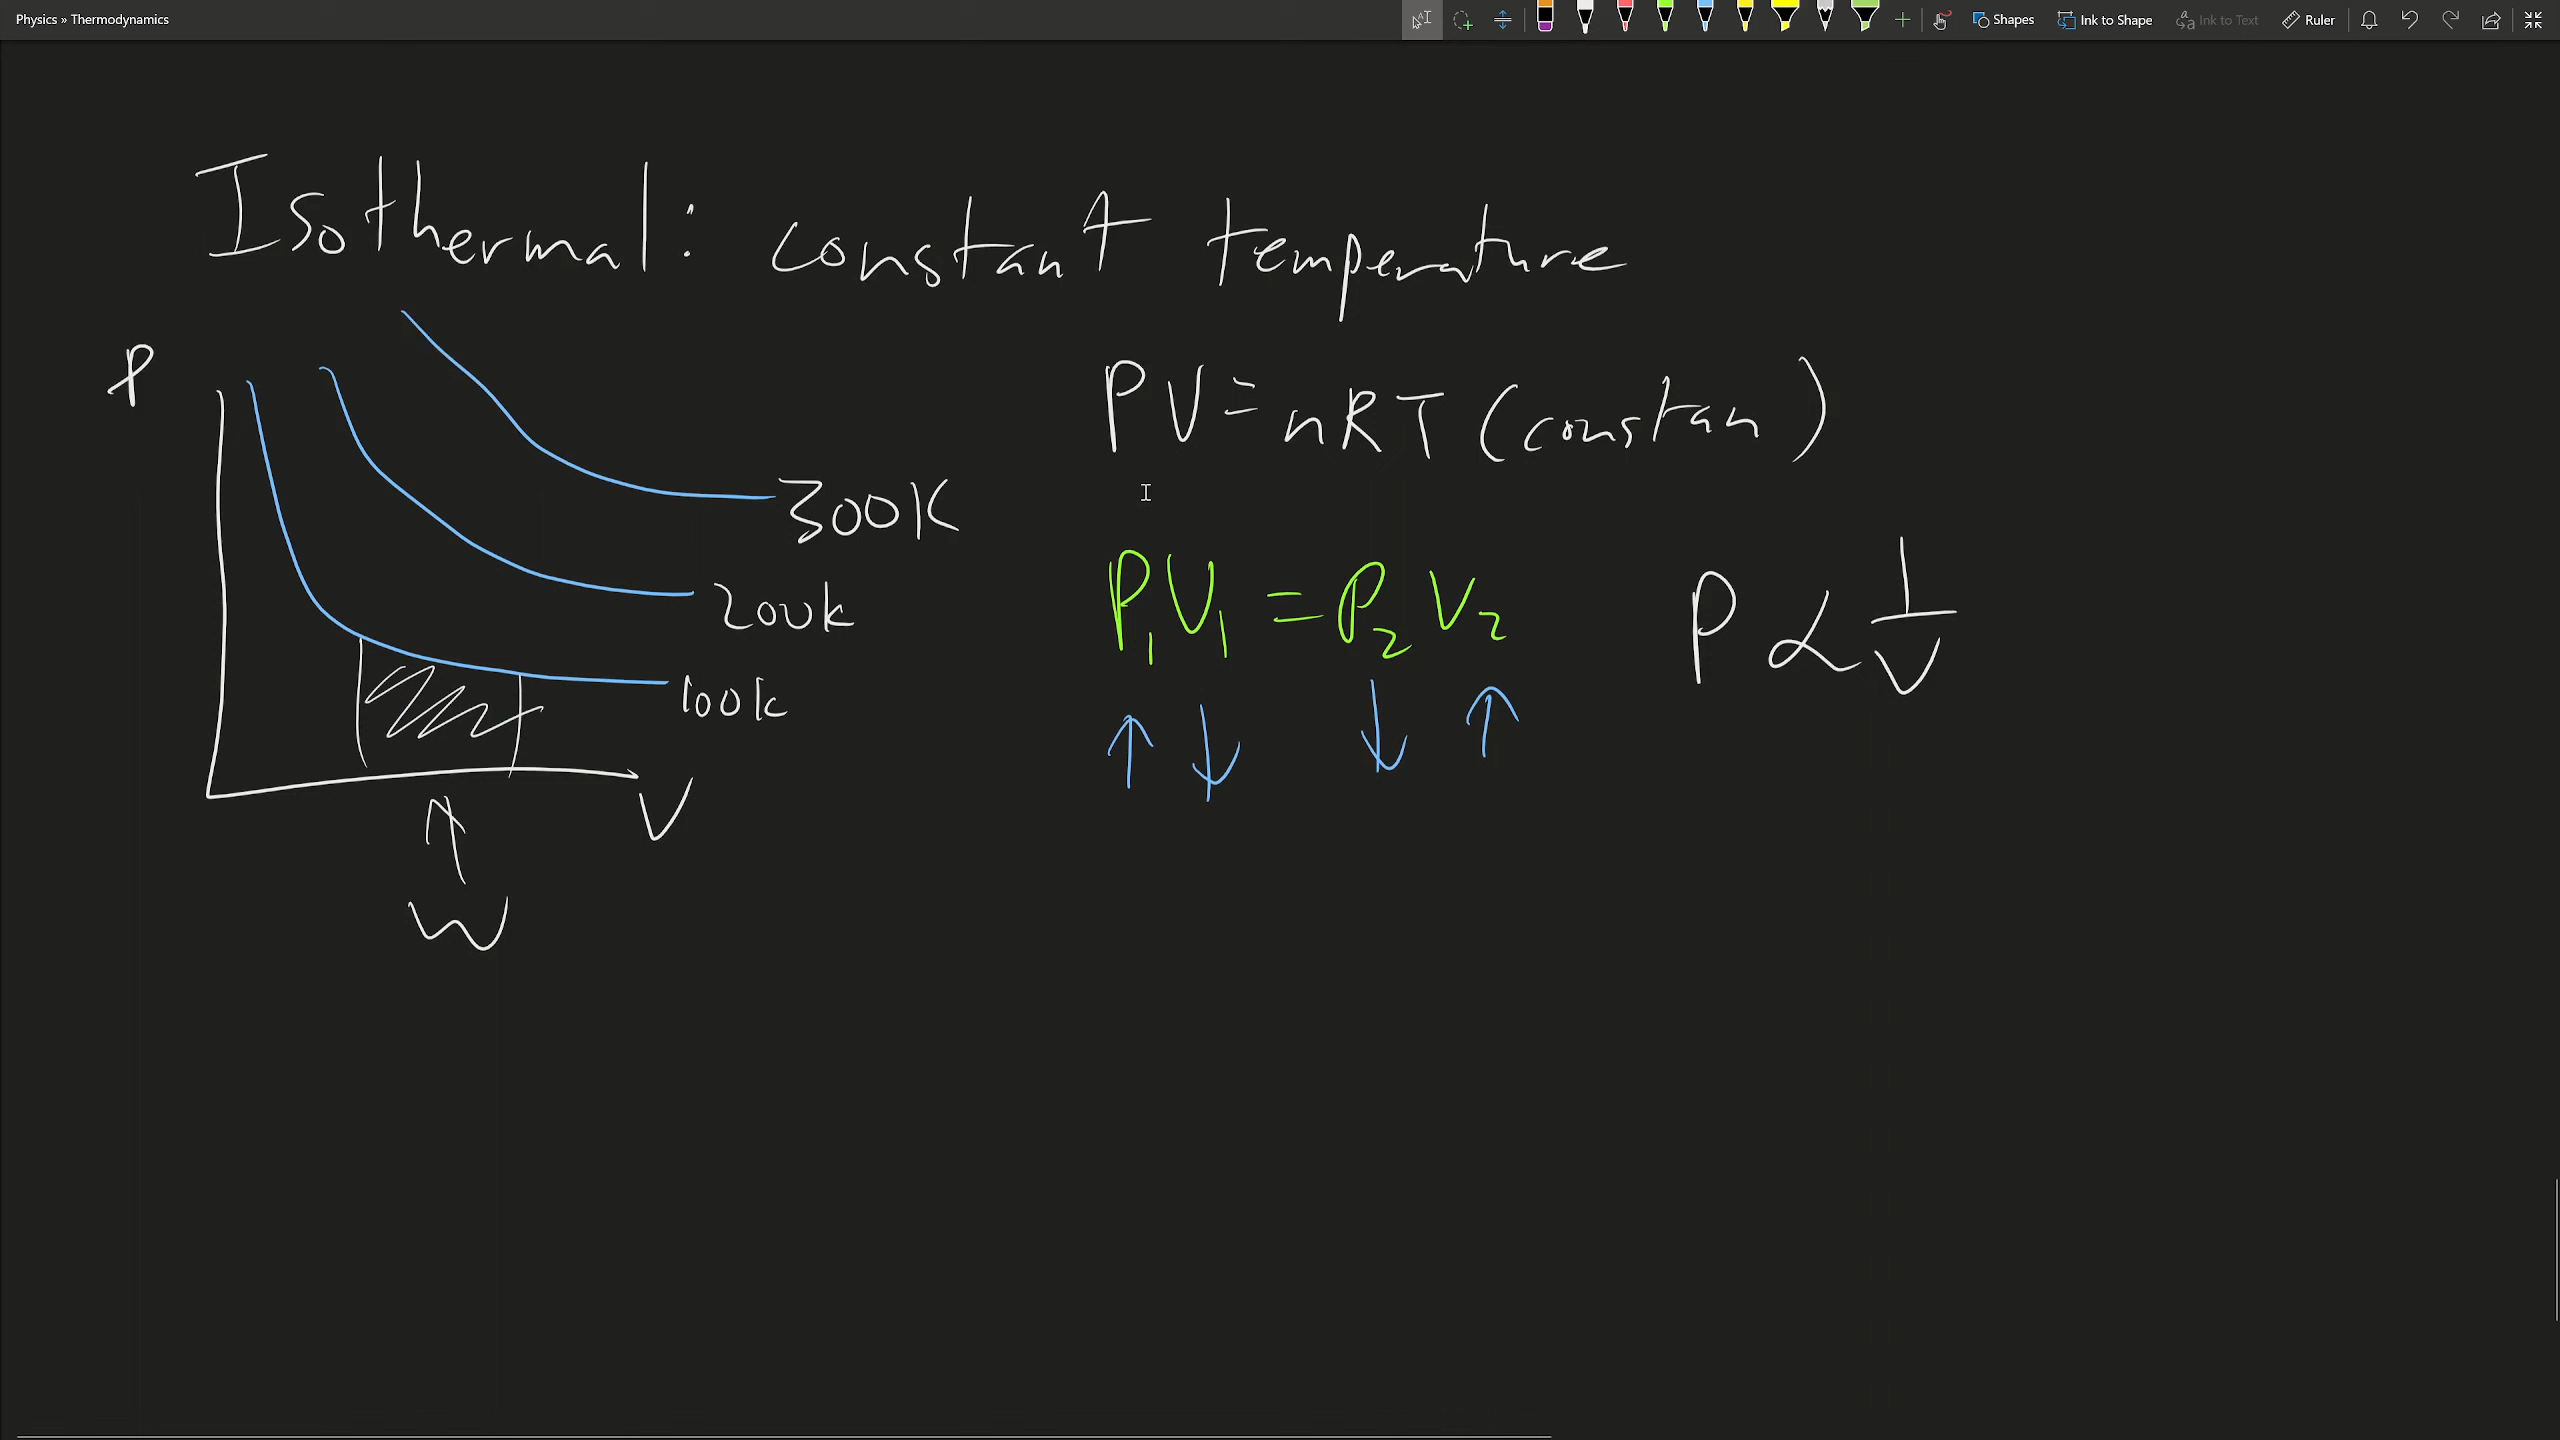 Physics » Thermodynamics
Shapes Ink to Shape Ink to Text Ruler
Isothermal: constant temperature
P
PV = nRT (constan)
300K
P₁V₁ = P₂V₂
P ∝ 1/V
200k
100k
V
W